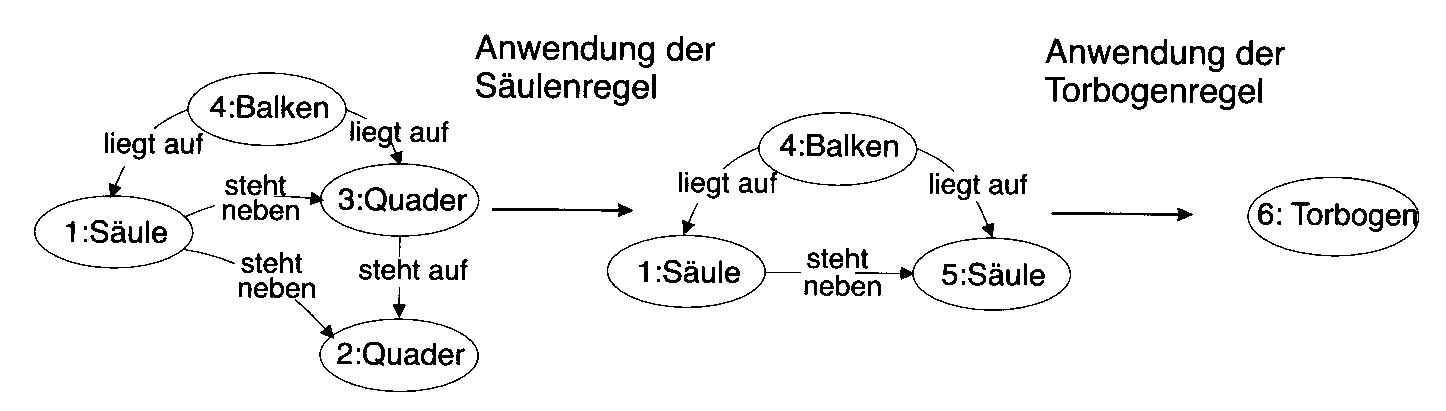 Anwendung der
Säulenregel
Anwendung der
Torbogenregel
4:Balken
liegt auf
liegt auf
steht
neben
3:Quader
1:Säule
steht
neben
steht auf
2:Quader
4:Balken
liegt auf
liegt auf
1:Säule
steht
neben
5:Säule
6: Torbogen